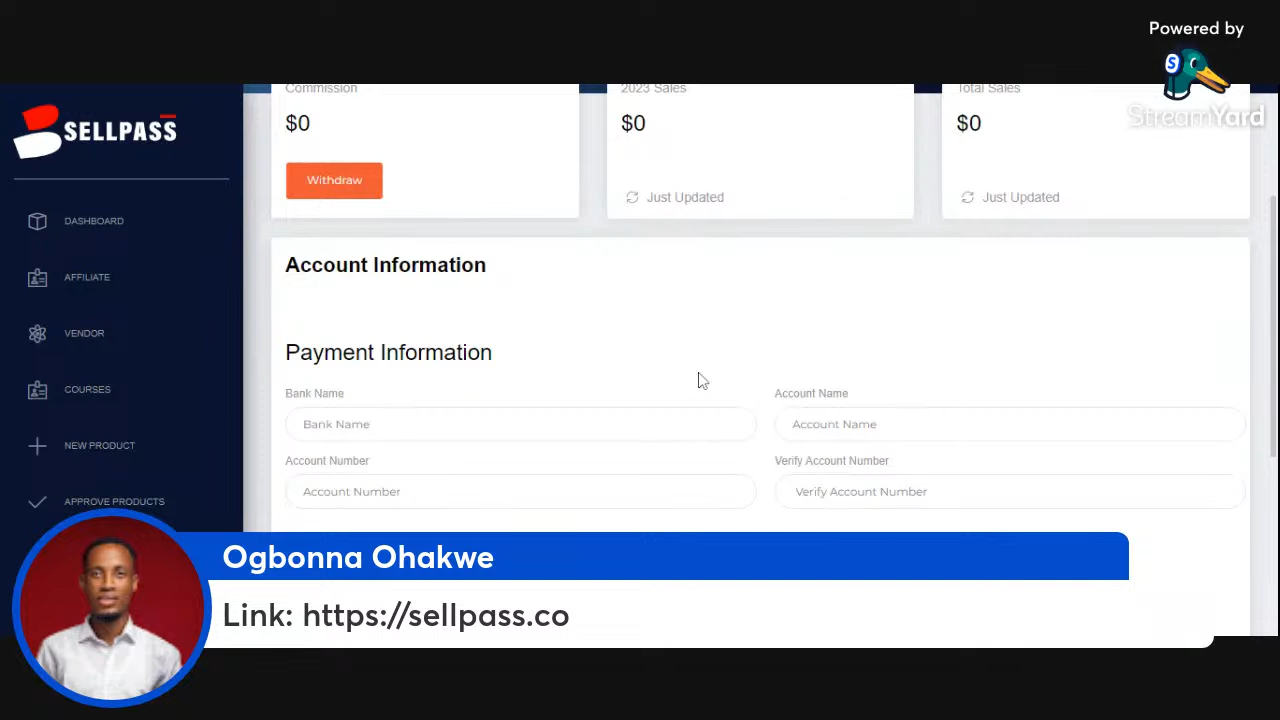 Powered by
StreamYard
SELLPASS
Commission
2023 Sales
Total Sales
$0
$0
$0
Withdraw
Just Updated
Just Updated
DASHBOARD
AFFILIATE
VENDOR
COURSES
NEW PRODUCT
APPROVE PRODUCTS
Account Information
Payment Information
Bank Name
Account Name
Bank Name
Account Name
Account Number
Verify Account Number
Account Number
Verify Account Number
Ogbonna Ohakwe
Link: https://sellpass.co